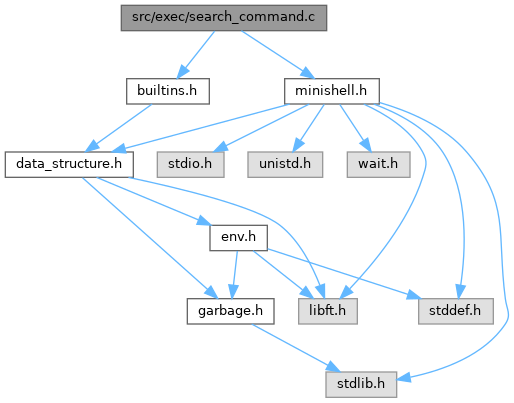 src/exec/search_command.c
builtins.h
minishell.h
data_structure.h
stdio.h
unistd.h
wait.h
env.h
garbage.h
libft.h
stddef.h
stdlib.h